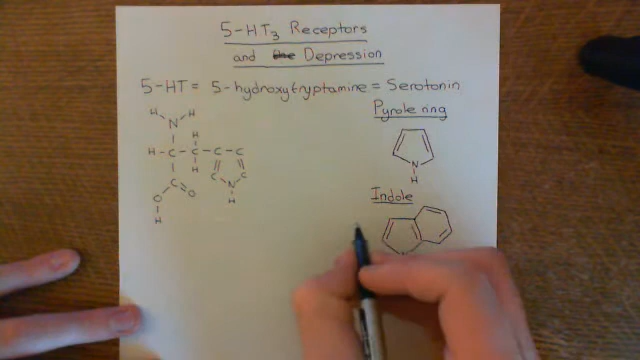 5-HT₃ Receptors
and the Depression
5-HT = 5-hydroxytryptamine = Serotonin
Pyrole ring
H H
N
H
H - C - C - C - C
H
C C C
O O N
H H
N
H
Indole